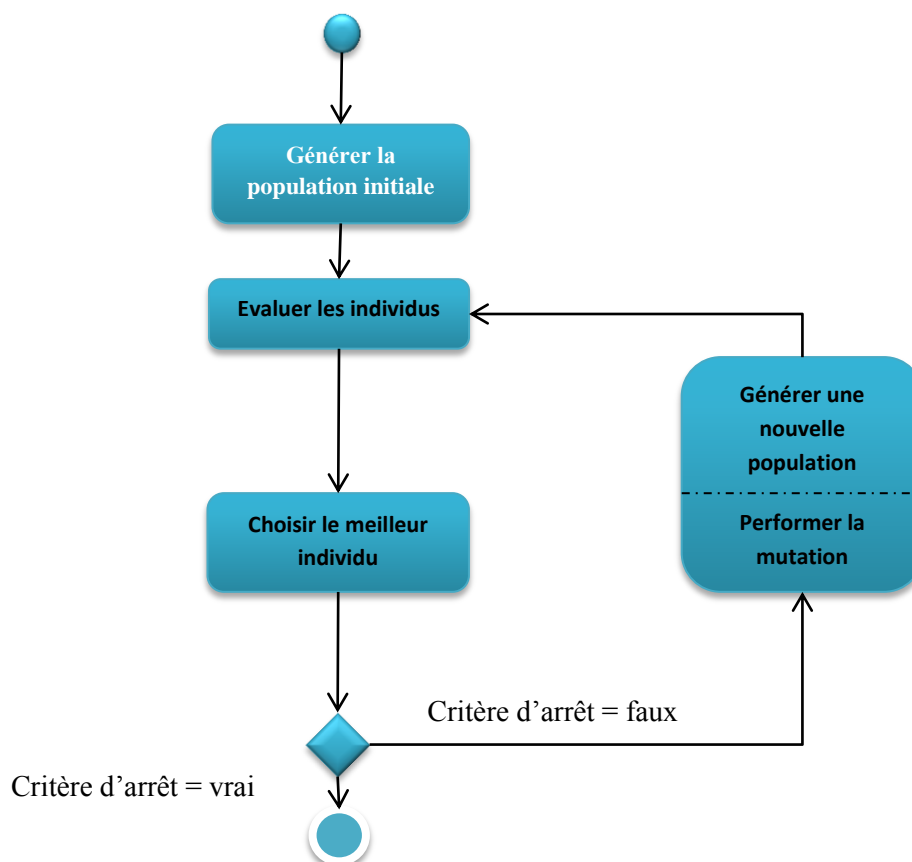 Générer la
population initiale
Evaluer les individus
Générer une
nouvelle
population
Performer la
mutation
Choisir le meilleur
individu
Critère d’arrêt = faux
Critère d’arrêt = vrai